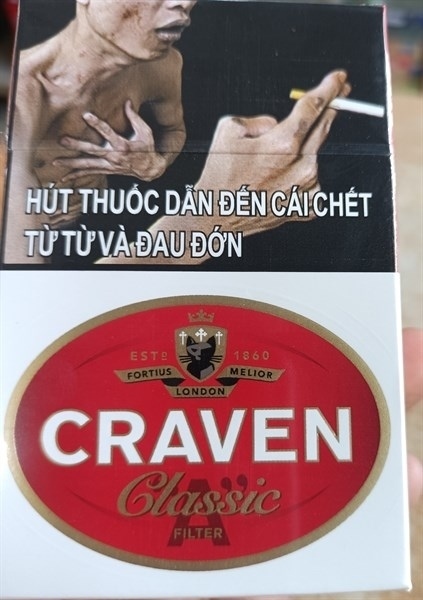 HÚT THUỐC DẪN ĐẾN CÁI CHẾT
TỪ TỪ VÀ ĐAU ĐỚN
ESTD 1860
FORTIUS MELIOR
LONDON
CRAVEN
Classic
"A"
FILTER